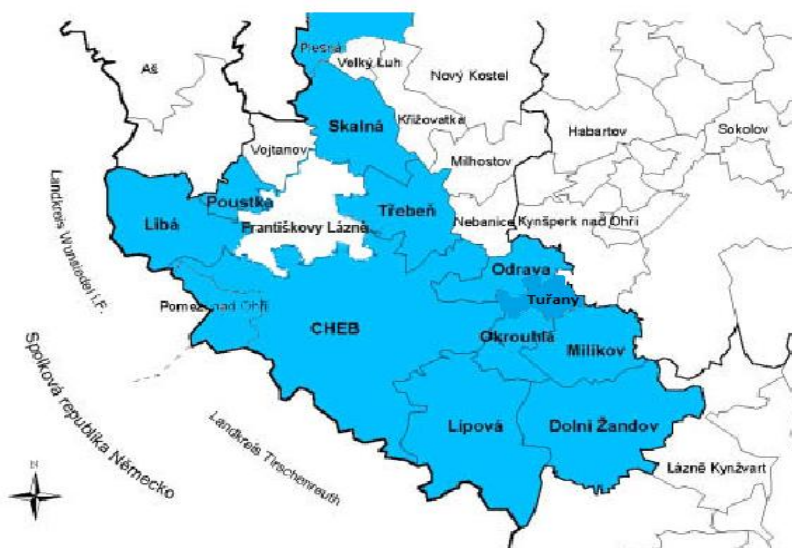 Plesná
Velký Luh
Nový Kostel
Aš
Skalná
Křižovatka
Habartov
Sokolov
Vojtanov
Milhostov
Poustka
Libá
Třebeň
Františkovy Lázně
Nebanice
Kynšperk nad Ohří
Landkreis Wunsiedel i.F.
Odrava
Tuřany
Pomezí nad Ohří
CHEB
Okrouhlá
Milíkov
Spolková republika Německo
Landkreis Tirschenreuth
Lipová
Dolní Žandov
Lázně Kynžvart
N